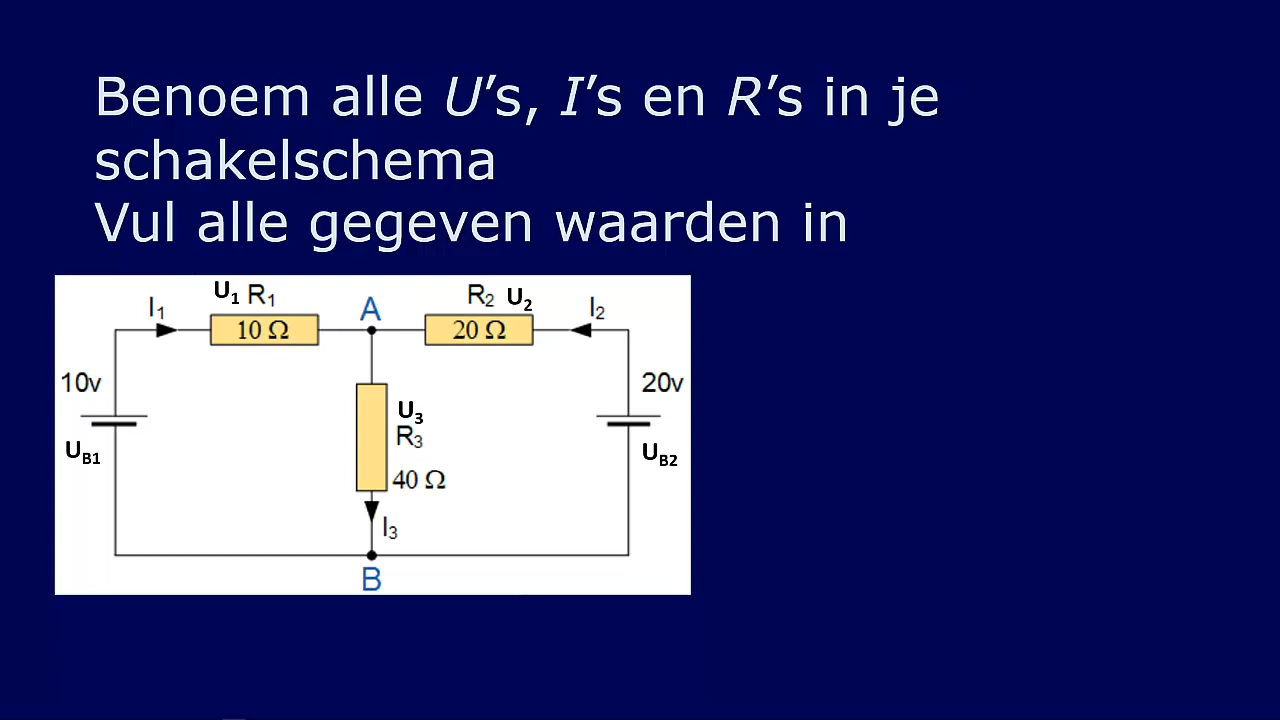 Benoem alle U’s, I’s en R’s in je
schakelschema
Vul alle gegeven waarden in
U1 R1
I1
A
R2 U2
I2
10 Ω
20 Ω
10v
20v
U3
R3
UB1
UB2
40 Ω
I3
B